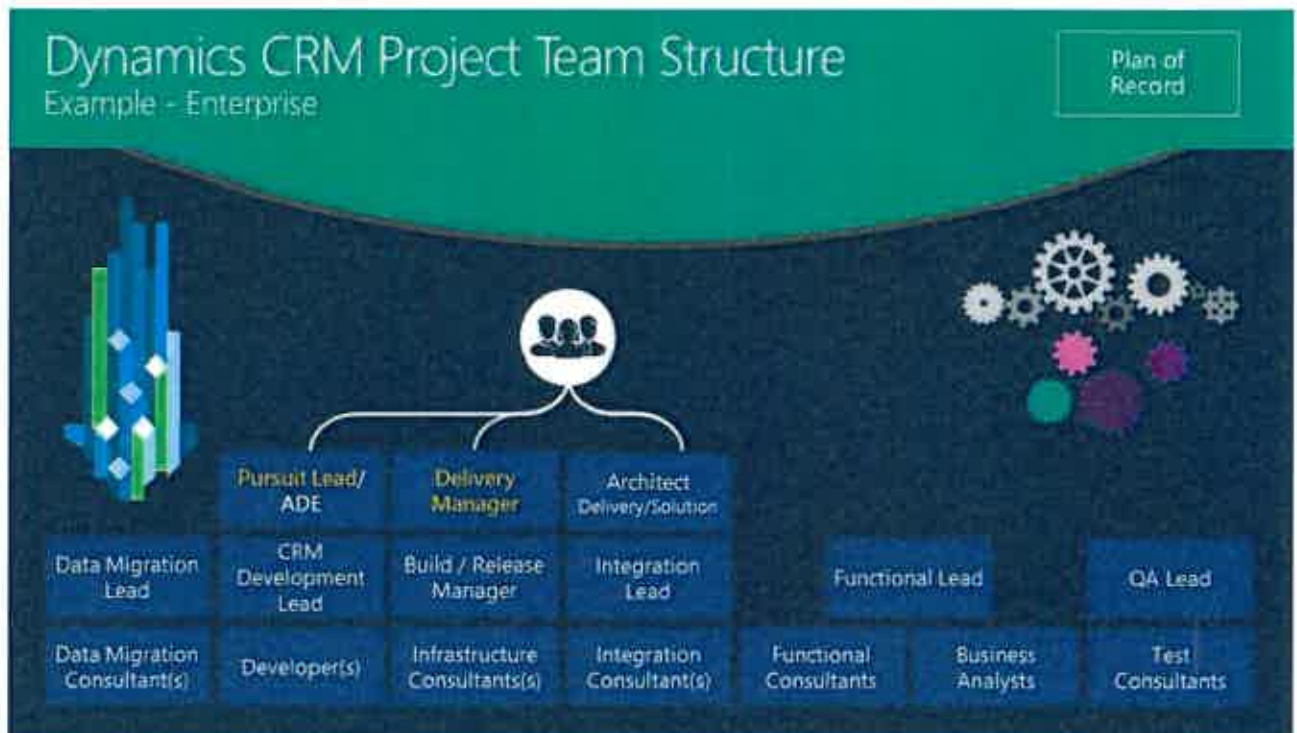 Dynamics CRM Project Team Structure
Example - Enterprise
Plan of
Record
Pursuit Lead/
ADE
Delivery
Manager
Architect
Delivery/Solution
Data Migration
Lead
CRM
Development
Lead
Build / Release
Manager
Integration
Lead
Functional Lead
QA Lead
Data Migration
Consultant(s)
Developer(s)
Infrastructure
Consultants(s)
Integration
Consultant(s)
Functional
Consultants
Business
Analysts
Test
Consultants